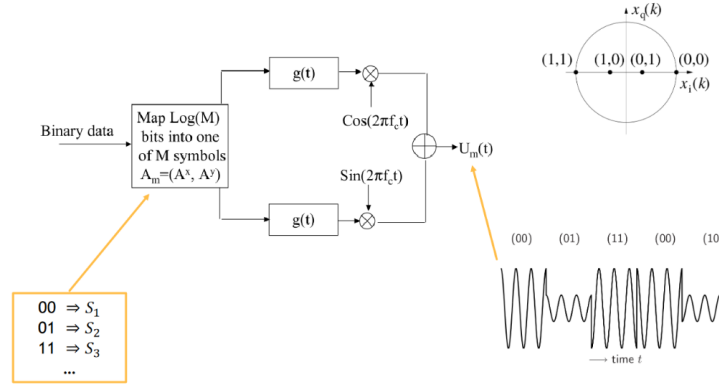 x_q(k)
(1,1) (1,0) (0,1) (0,0)
x_i(k)
g(t)
Cos(2πf_ct)
Binary data
Map Log(M)
bits into one
of M symbols
A_m=(A^x, A^y)
U_m(t)
Sin(2πf_ct)
g(t)
(00) (01) (11) (00) (10
time t
00 ⇒ S_1
01 ⇒ S_2
11 ⇒ S_3
...